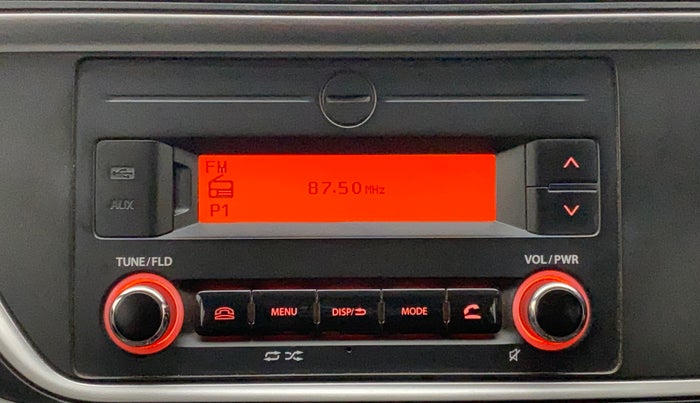 FM
87.50 MHz
P1
AUX
TUNE/FLD
VOL/PWR
MENU
DISP/
MODE